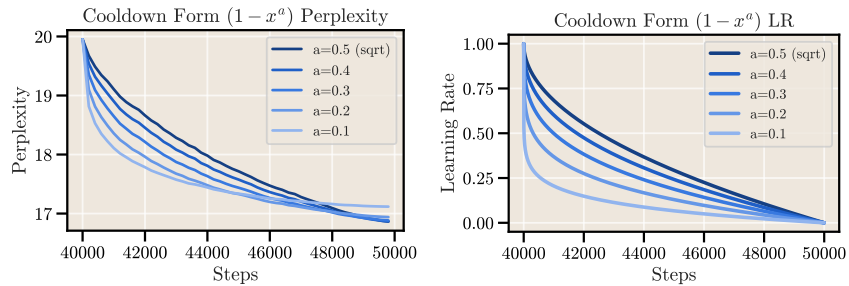 Cooldown Form (1 − x^a) Perplexity
Perplexity
20
19
18
17
a=0.5 (sqrt)
a=0.4
a=0.3
a=0.2
a=0.1
40000 42000 44000 46000 48000 50000
Steps
Cooldown Form (1 − x^a) LR
Learning Rate
1.00
0.75
0.50
0.25
0.00
a=0.5 (sqrt)
a=0.4
a=0.3
a=0.2
a=0.1
40000 42000 44000 46000 48000 50000
Steps